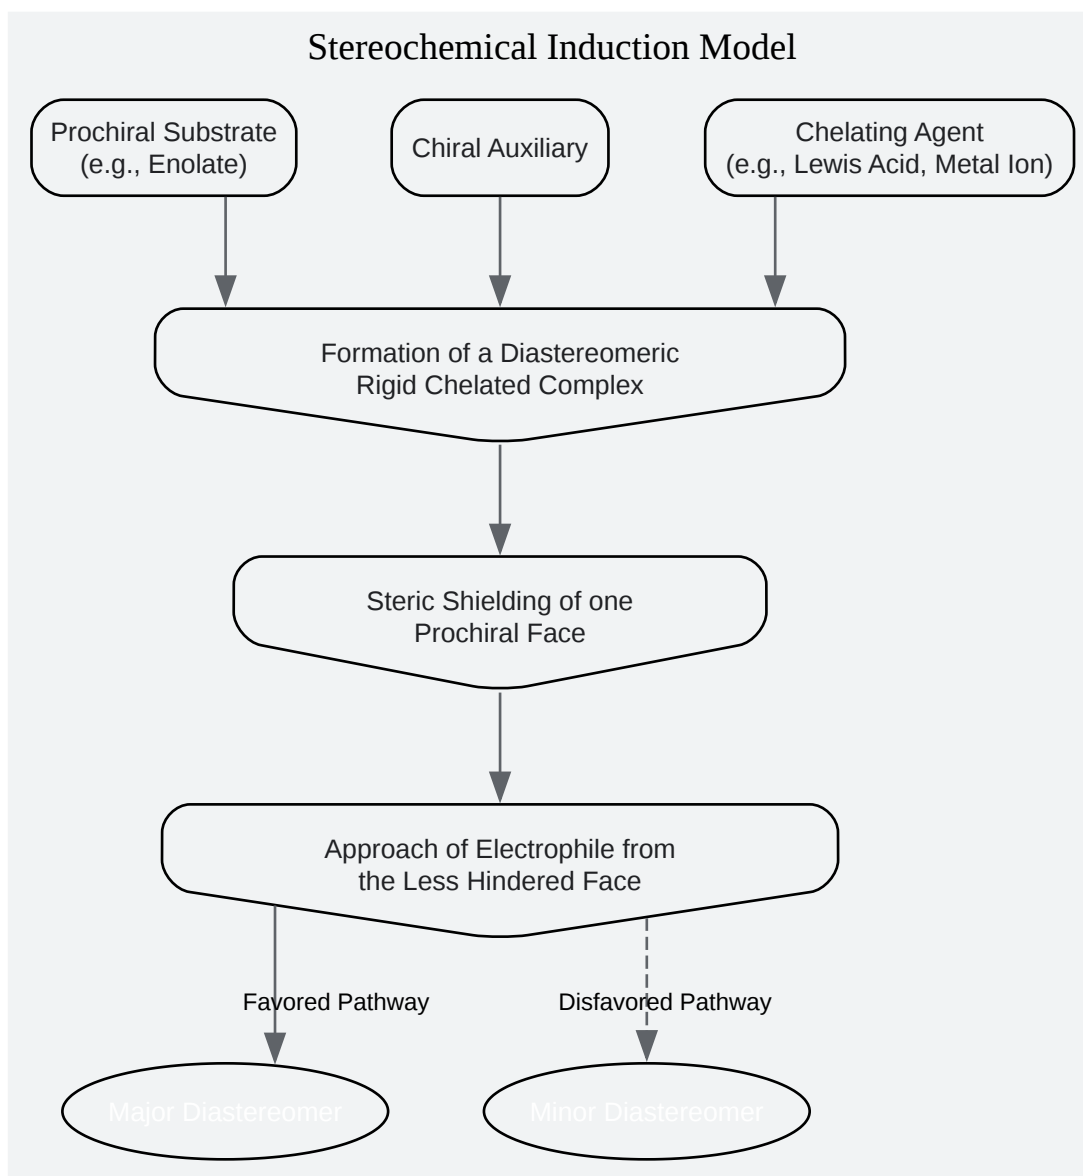 Stereochemical Induction Model
Prochiral Substrate
(e.g., Enolate)
Chiral Auxiliary
Chelating Agent
(e.g., Lewis Acid, Metal Ion)
Formation of a Diastereomeric
Rigid Chelated Complex
Steric Shielding of one
Prochiral Face
Approach of Electrophile from
the Less Hindered Face
Favored Pathway
Disfavored Pathway
Major Diastereomer
Minor Diastereomer